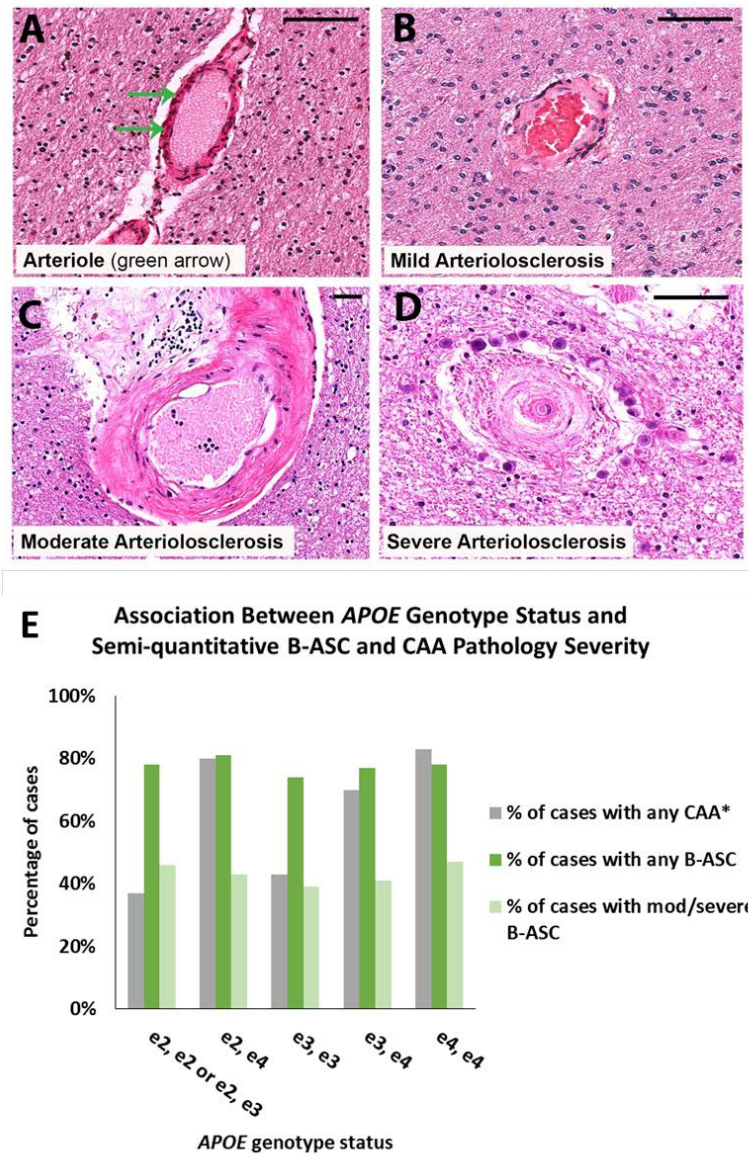 A
Arteriole (green arrow)
B
Mild Arteriolosclerosis
C
Moderate Arteriolosclerosis
D
Severe Arteriolosclerosis
E
Association Between APOE Genotype Status and
Semi-quantitative B-ASC and CAA Pathology Severity
Percentage of cases
100%
80%
60%
40%
20%
0%
e2, e2 or e2, e3
e2, e4
e3, e3
e3, e4
e4, e4
APOE genotype status
% of cases with any CAA*
% of cases with any B-ASC
% of cases with mod/severe
B-ASC